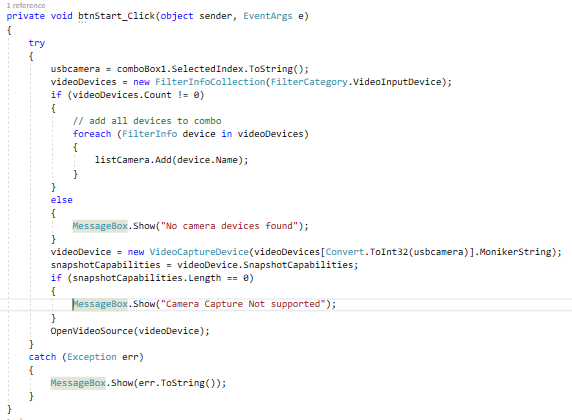 1 reference
private void btnStart_Click(object sender, EventArgs e)
{
try
{
usbcamera = comboBox1.SelectedIndex.ToString();
videoDevices = new FilterInfoCollection(FilterCategory.VideoInputDevice);
if (videoDevices.Count != 0)
{
// add all devices to combo
foreach (FilterInfo device in videoDevices)
{
listCamera.Add(device.Name);
}
}
else
{
MessageBox.Show("No camera devices found");
}
videoDevice = new VideoCaptureDevice(videoDevices[Convert.ToInt32(usbcamera)].MonikerString);
snapshotCapabilities = videoDevice.SnapshotCapabilities;
if (snapshotCapabilities.Length == 0)
{
MessageBox.Show("Camera Capture Not supported");
}
OpenVideoSource(videoDevice);
}
catch (Exception err)
{
MessageBox.Show(err.ToString());
}
}